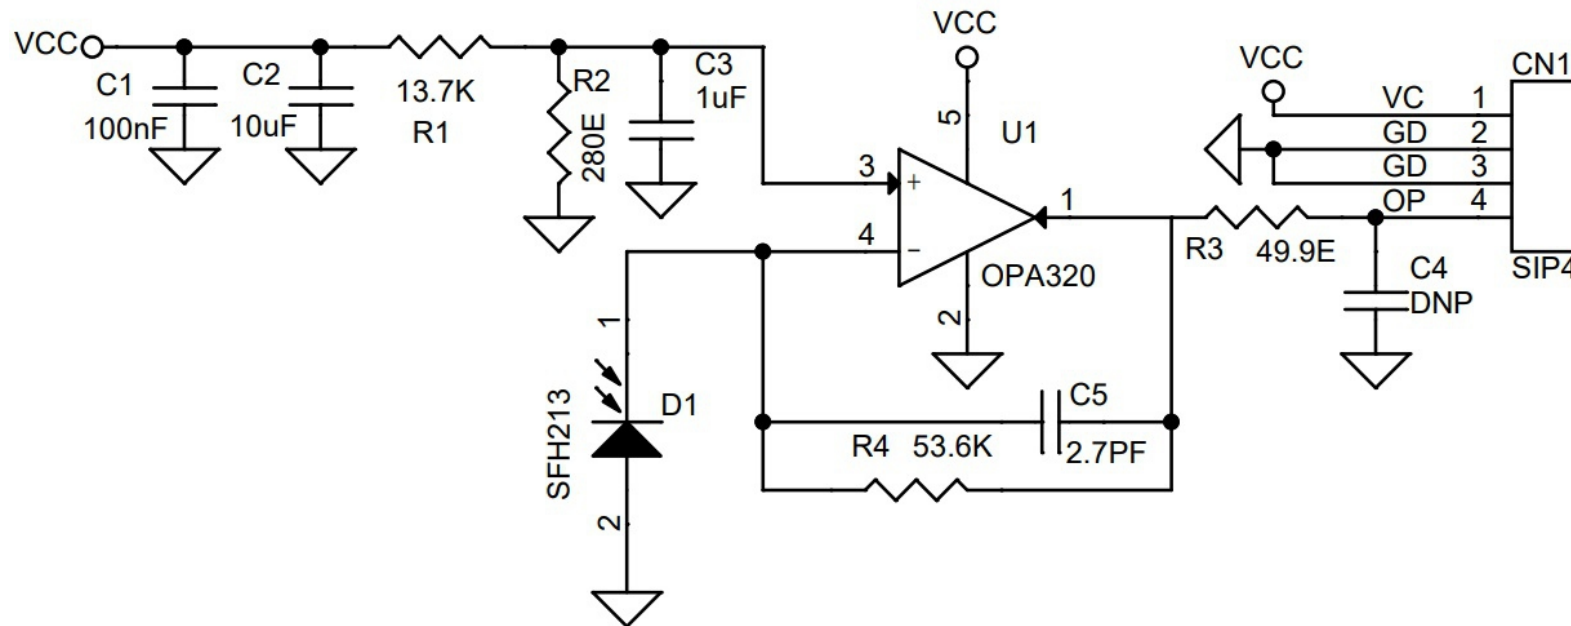 VCC
C1
100nF
C2
10uF
13.7K
R1
R2
280E
C3
1uF
VCC
5
U1
3
+
4
-
1
OPA320
2
VCC
CN1
VC 1
GD 2
GD 3
OP 4
SIP4
R3 49.9E
C4
DNP
1
SFH213
D1
2
C5
2.7PF
R4 53.6K